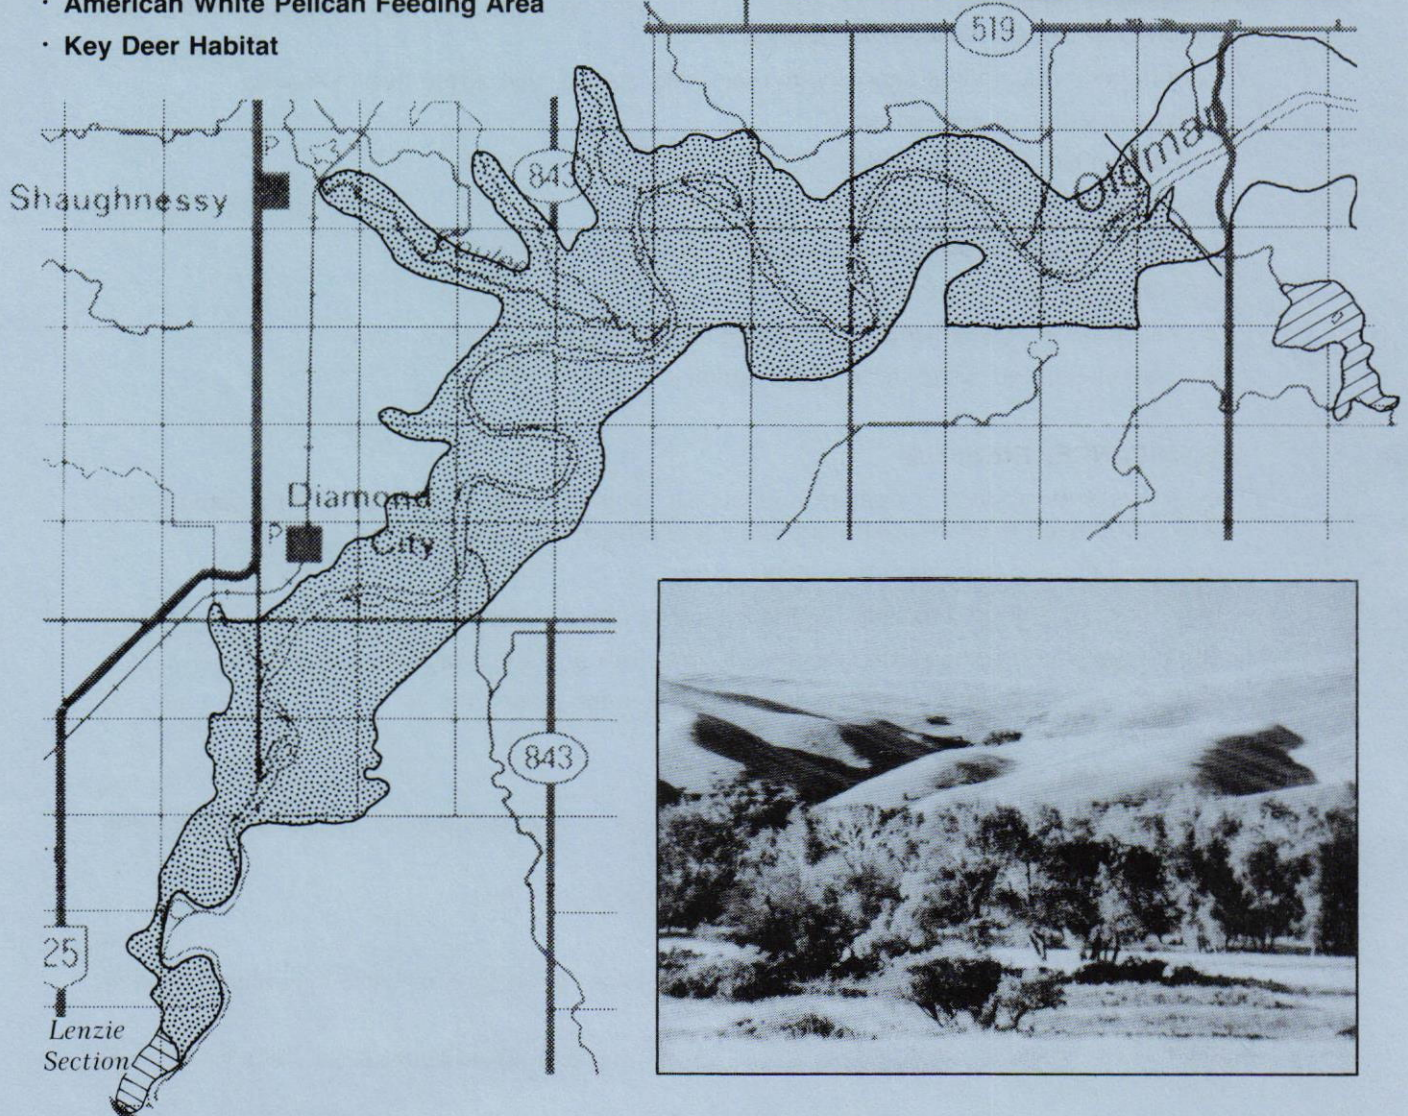 · American White Pelican Feeding Area
· Key Deer Habitat
519
Oldman
843
Shaughnessy
P
Diamond
City
P
843
25
Lenzie
Section